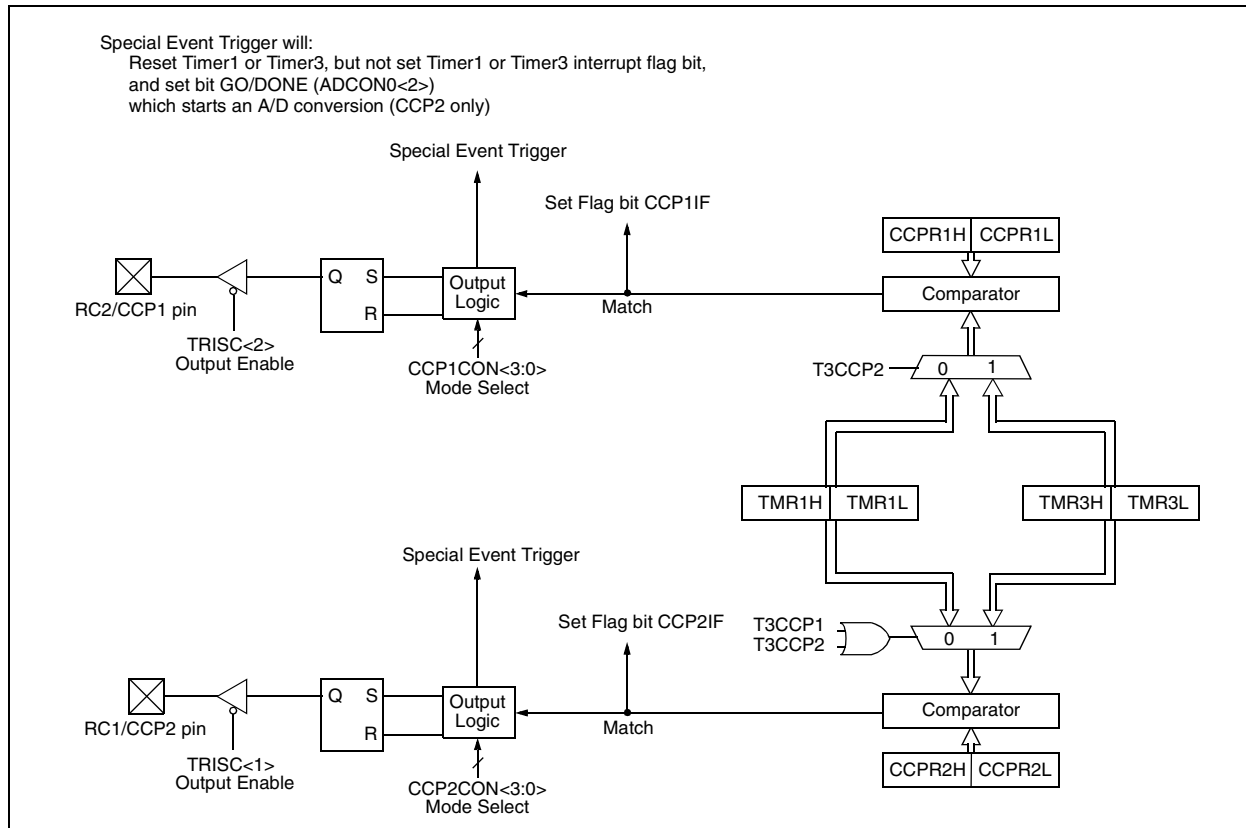 Special Event Trigger will:
Reset Timer1 or Timer3, but not set Timer1 or Timer3 interrupt flag bit,
and set bit GO/DONE (ADCON0<2>)
which starts an A/D conversion (CCP2 only)
Special Event Trigger
Set Flag bit CCP1IF
CCPR1H CCPR1L
Q S
R
Output
Logic
Comparator
RC2/CCP1 pin
Match
TRISC<2>
Output Enable
CCP1CON<3:0>
Mode Select
T3CCP2
0 1
TMR1H TMR1L
TMR3H TMR3L
Special Event Trigger
Set Flag bit CCP2IF
T3CCP1
T3CCP2
0 1
Q S
R
Output
Logic
Comparator
RC1/CCP2 pin
Match
TRISC<1>
Output Enable
CCP2CON<3:0>
Mode Select
CCPR2H CCPR2L